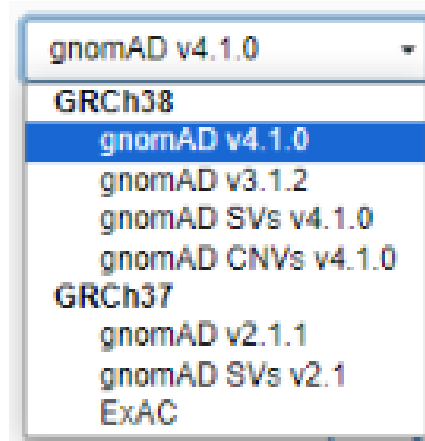 gnomAD v4.1.0
GRCh38
gnomAD v4.1.0
gnomAD v3.1.2
gnomAD SVs v4.1.0
gnomAD CNVs v4.1.0
GRCh37
gnomAD v2.1.1
gnomAD SVs v2.1
ExAC